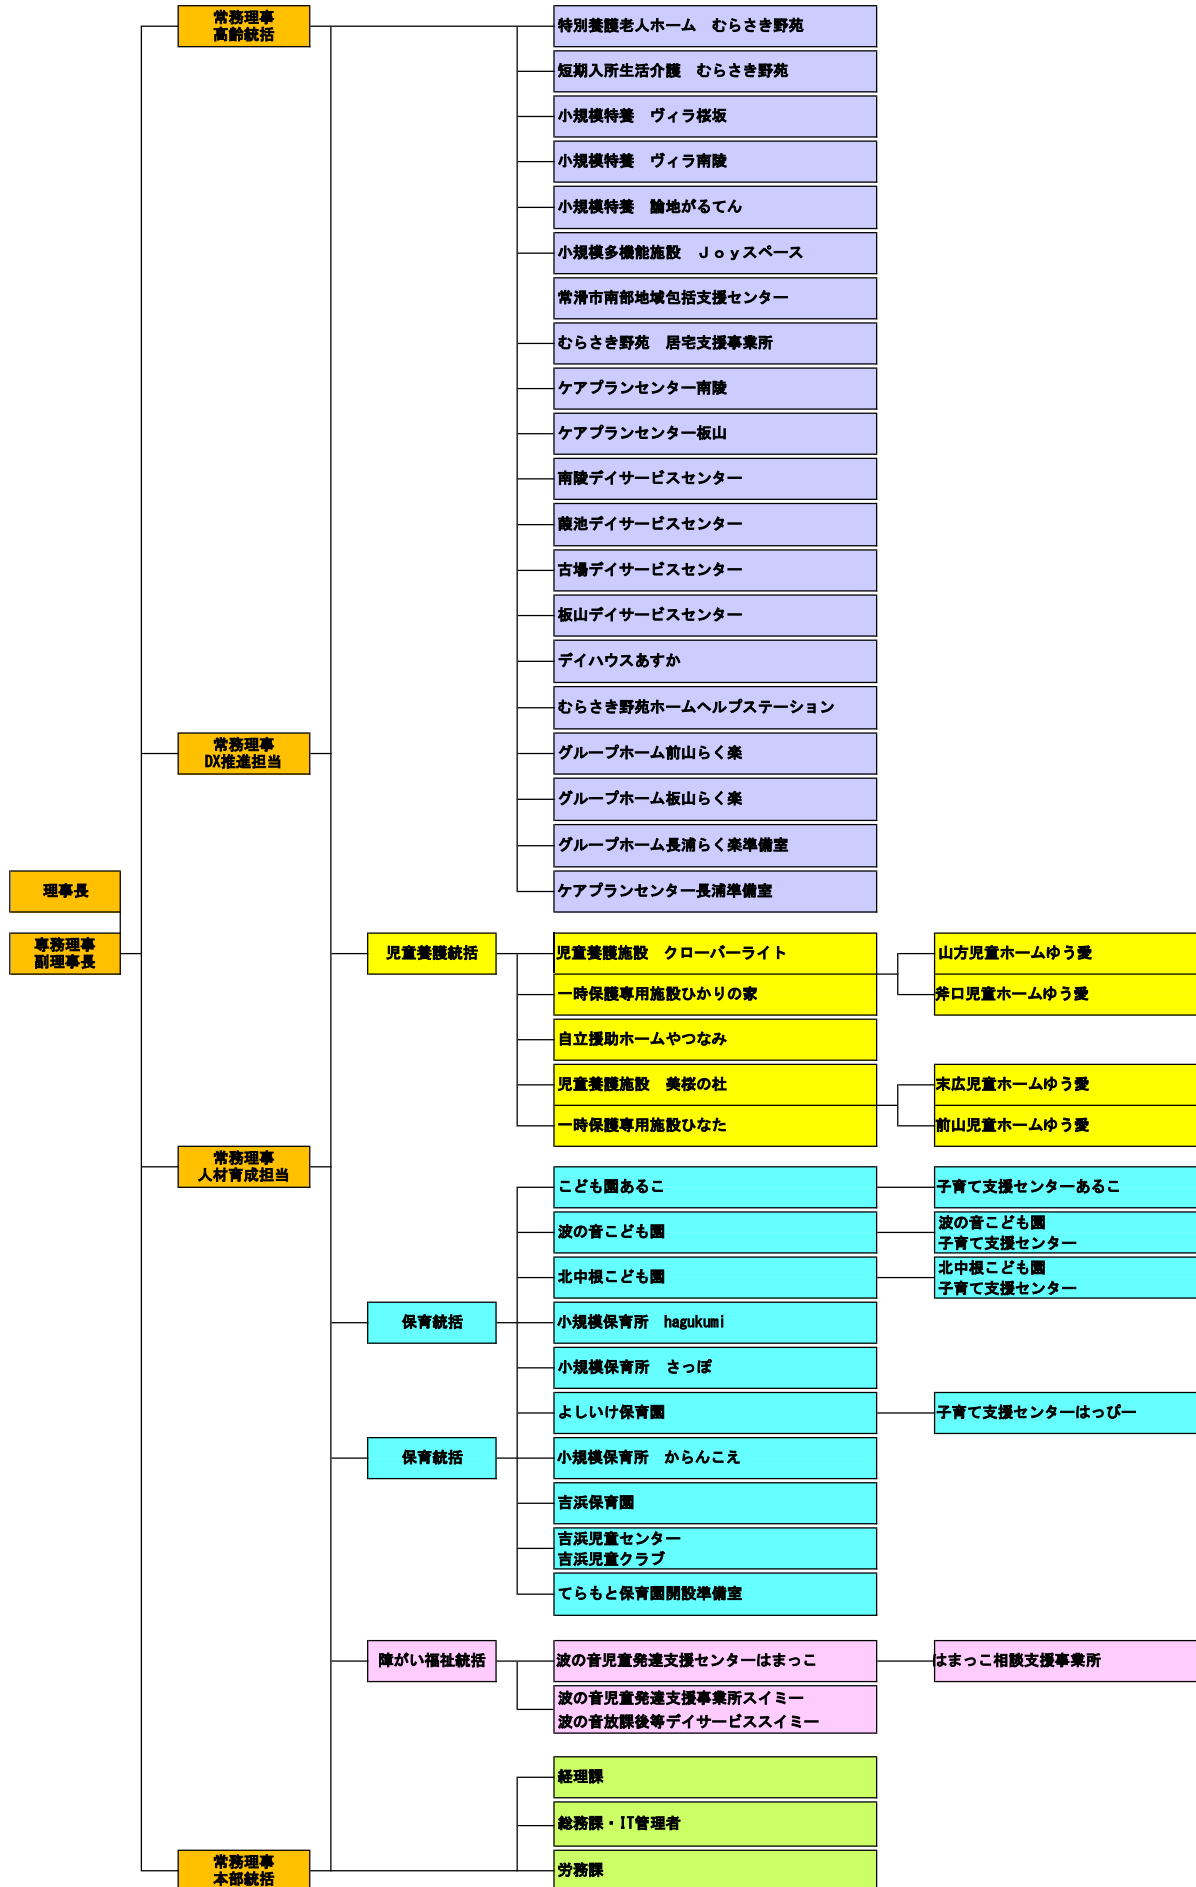 常務理事
高齢統括
特別養護老人ホーム　むらさき野苑
短期入所生活介護　むらさき野苑
小規模特養　ヴィラ桜坂
小規模特養　ヴィラ南陵
小規模特養　論地がるてん
小規模多機能施設　Ｊｏｙスペース
常滑市南部地域包括支援センター
むらさき野苑　居宅支援事業所
ケアプランセンター南陵
ケアプランセンター板山
南陵デイサービスセンター
葭池デイサービスセンター
古場デイサービスセンター
板山デイサービスセンター
デイハウスあすか
むらさき野苑ホームヘルプステーション
常務理事
DX推進担当
グループホーム前山らく楽
グループホーム板山らく楽
グループホーム長浦らく楽準備室
ケアプランセンター長浦準備室
理事長
専務理事
副理事長
児童養護統括
児童養護施設　クローバーライト
山方児童ホームゆう愛
一時保護専用施設ひかりの家
斧口児童ホームゆう愛
自立援助ホームやつなみ
児童養護施設　美桜の杜
末広児童ホームゆう愛
一時保護専用施設ひなた
前山児童ホームゆう愛
常務理事
人材育成担当
こども園あるこ
子育て支援センターあるこ
波の音こども園
波の音こども園
子育て支援センター
北中根こども園
北中根こども園
子育て支援センター
保育統括
小規模保育所　hagukumi
小規模保育所　さっぽ
よしいけ保育園
子育て支援センターはっぴー
保育統括
小規模保育所　からんこえ
吉浜保育園
吉浜児童センター
吉浜児童クラブ
てらもと保育園開設準備室
障がい福祉統括
波の音児童発達支援センターはまっこ
はまっこ相談支援事業所
波の音児童発達支援事業所スイミー
波の音放課後等デイサービススイミー
経理課
総務課・IT管理者
常務理事
本部統括
労務課